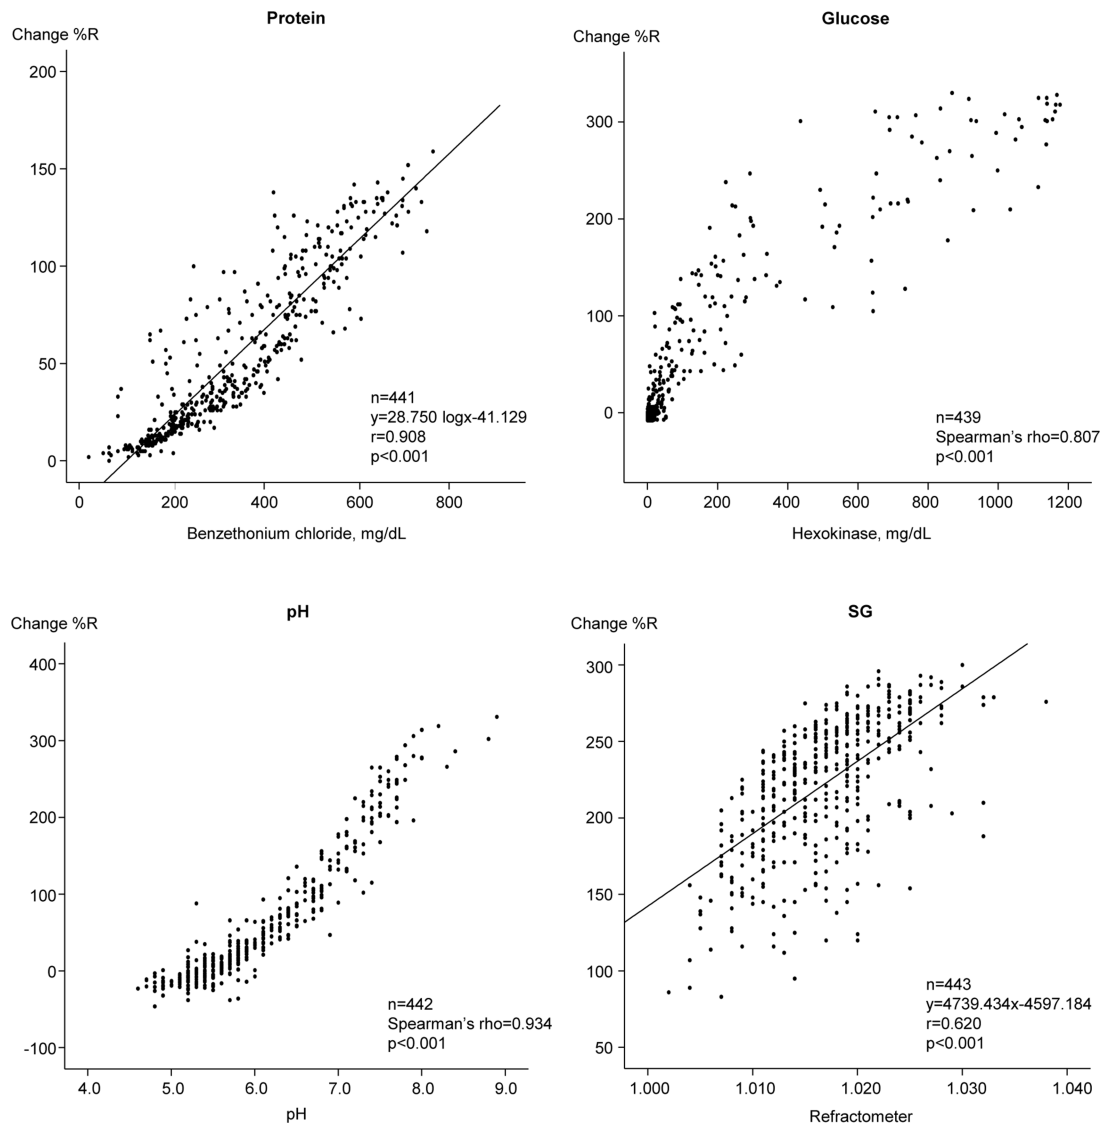 Protein
Change %R
200
150
100
50
0
n=441
y=28.750 logx-41.129
r=0.908
p<0.001
0 200 400 600 800
Benzethonium chloride, mg/dL
Glucose
Change %R
300
200
100
0
n=439
Spearman’s rho=0.807
p<0.001
0 200 400 600 800 1000 1200
Hexokinase, mg/dL
pH
Change %R
400
300
200
100
0
-100
n=442
Spearman’s rho=0.934
p<0.001
4.0 5.0 6.0 7.0 8.0 9.0
pH
SG
Change %R
300
250
200
150
100
50
n=443
y=4739.434x-4597.184
r=0.620
p<0.001
1.000 1.010 1.020 1.030 1.040
Refractometer